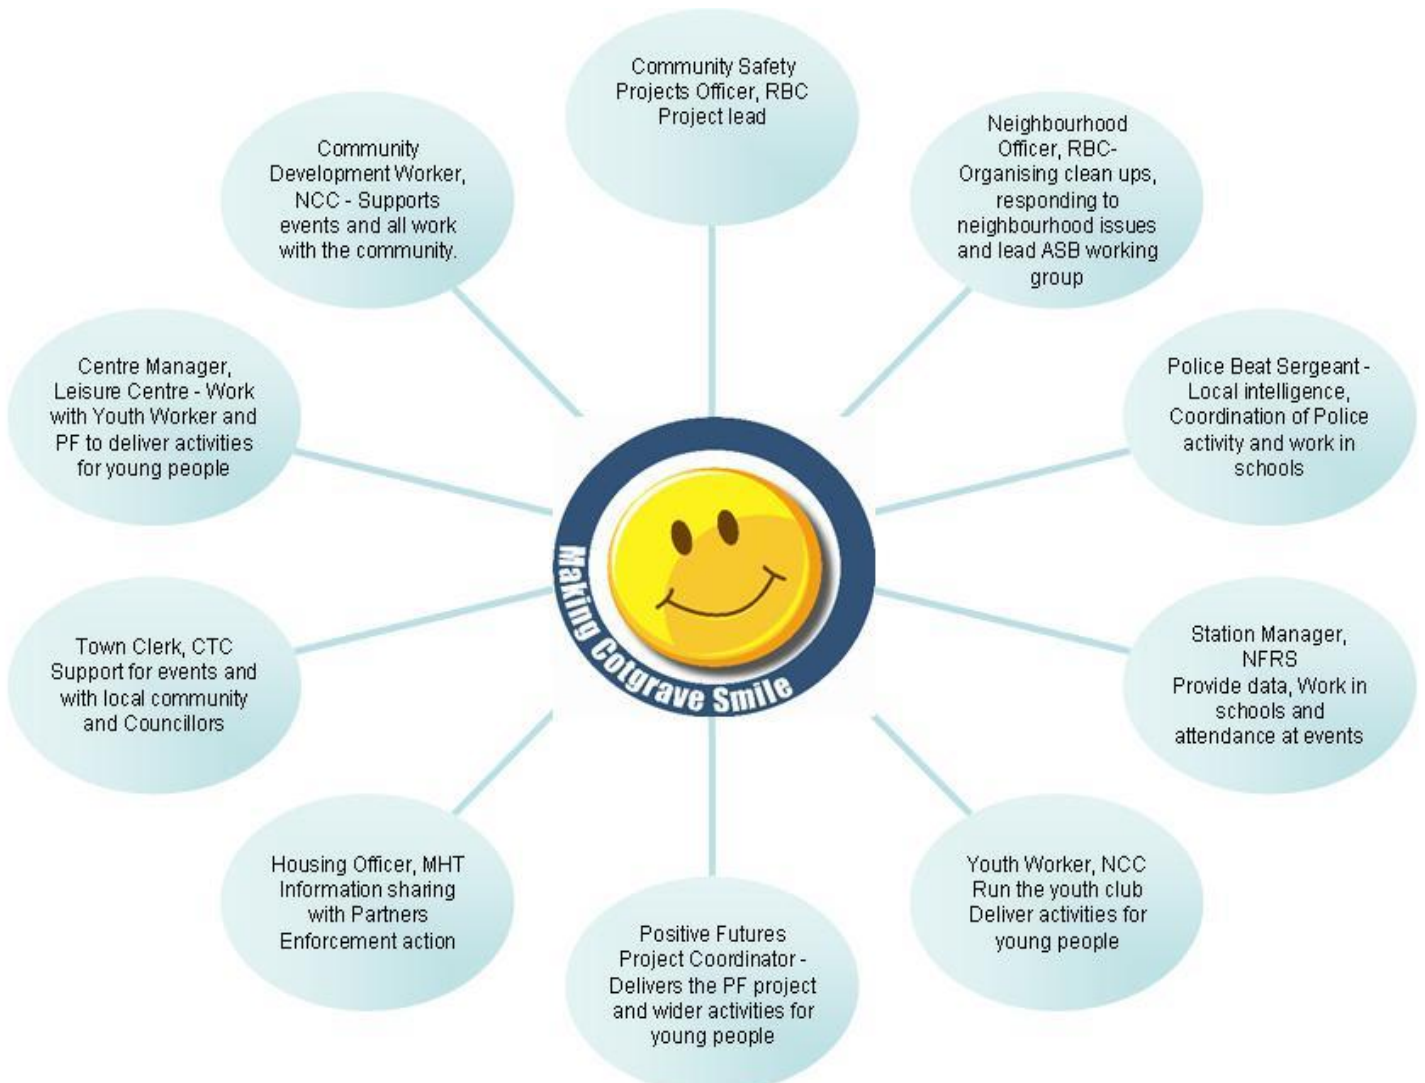 Community Safety
Projects Officer, RBC
Project lead
Neighbourhood
Officer, RBC-
Organising clean ups,
responding to
neighbourhood issues
and lead ASB working
group
Police Beat Sergeant -
Local intelligence,
Coordination of Police
activity and work in
schools
Station Manager,
NFRS
Provide data, Work in
schools and
attendance at events
Youth Worker, NCC
Run the youth club
Deliver activities for
young people
Positive Futures
Project Coordinator -
Delivers the PF project
and wider activities for
young people
Housing Officer, MHT
Information sharing
with Partners
Enforcement action
Town Clerk, CTC
Support for events and
with local community
and Councillors
Centre Manager,
Leisure Centre - Work
with Youth Worker and
PF to deliver activities
for young people
Community
Development Worker,
NCC - Supports
events and all work
with the community.
Making Cotgrave Smile